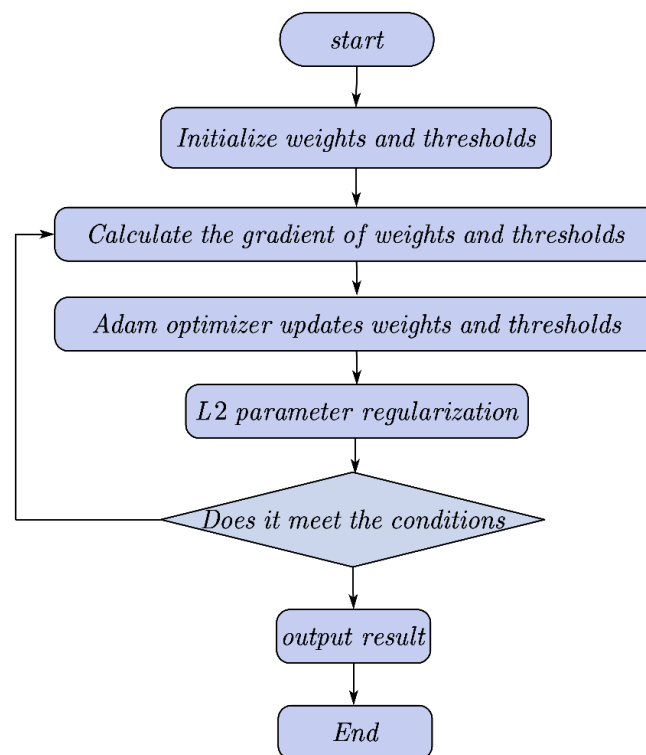 start
Initialize weights and thresholds
Calculate the gradient of weights and thresholds
Adam optimizer updates weights and thresholds
L2 parameter regularization
Does it meet the conditions
output result
End